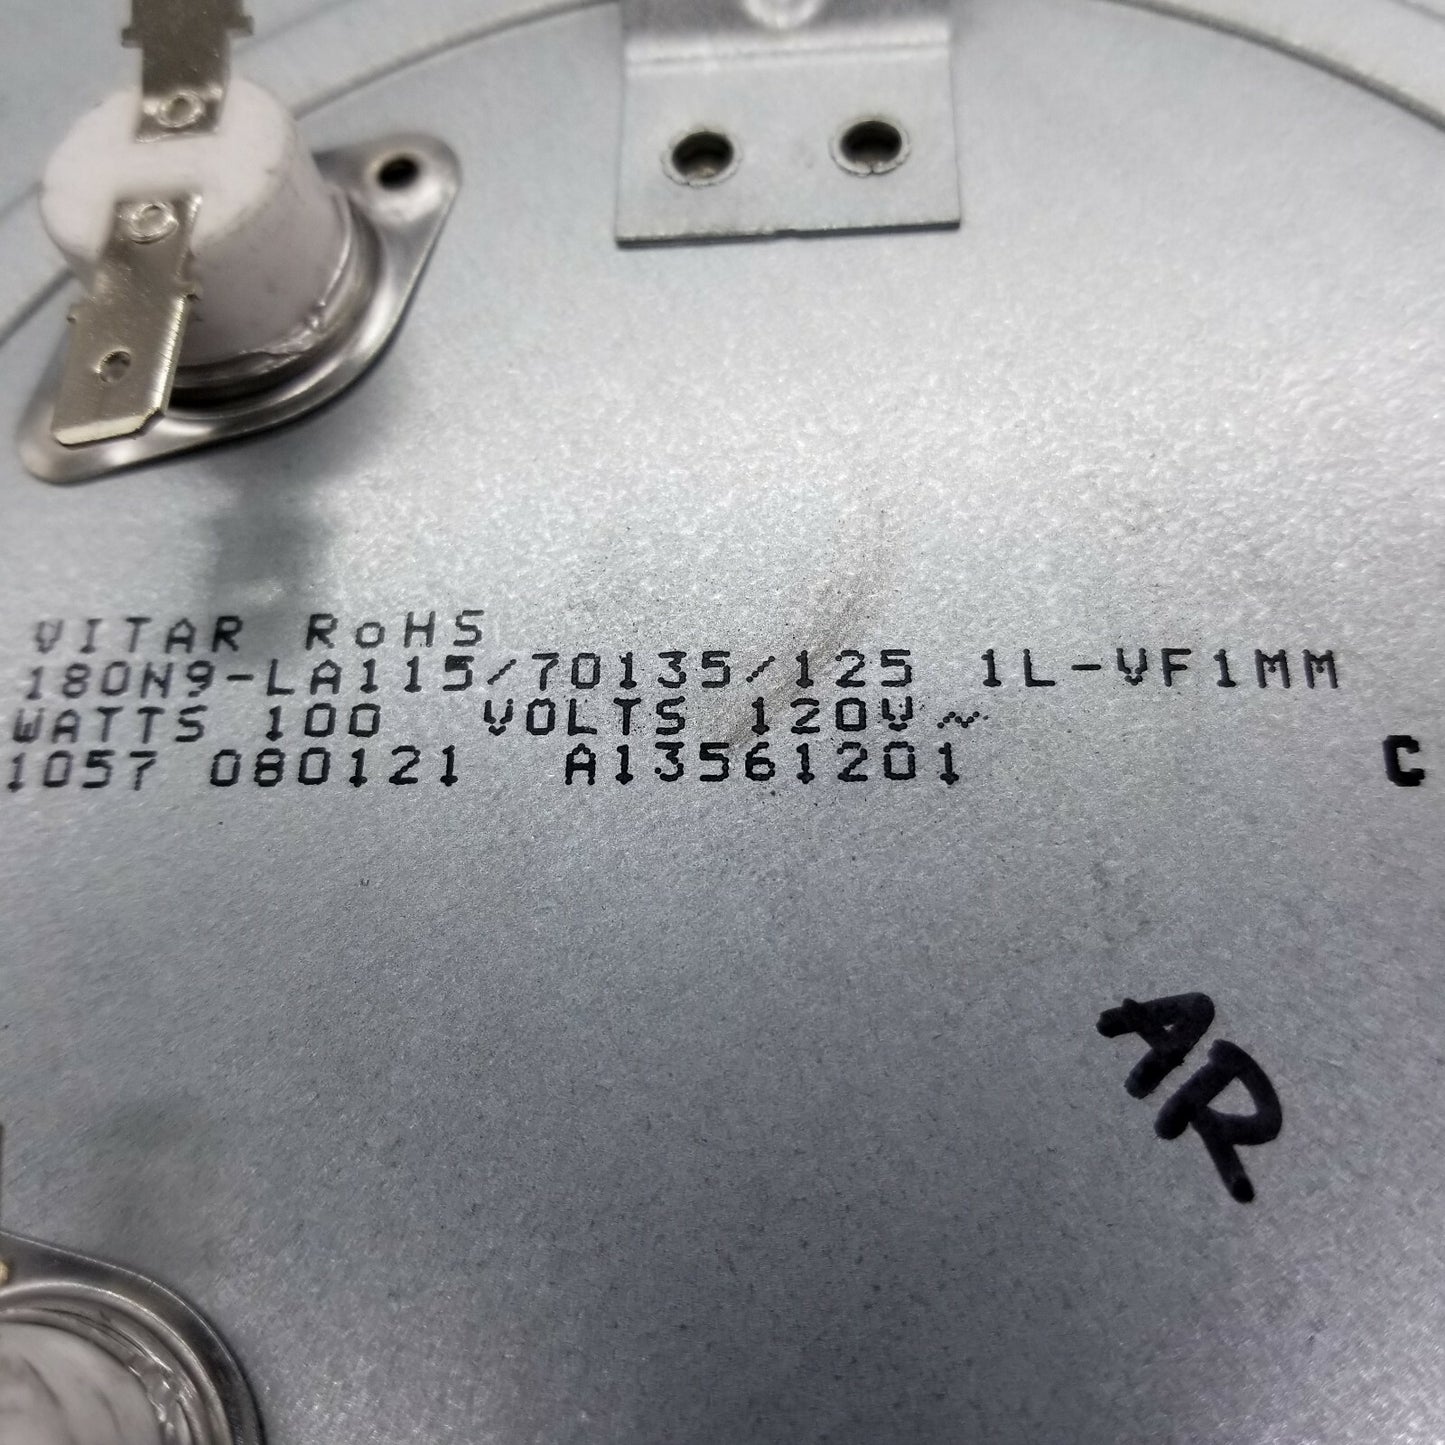 VITAR RoHS
180N9-LA115/70135/125 1L-VF1MM
WATTS 100 VOLTS 120V~
1057 080121 A13561201 C
AR